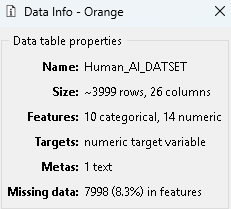 Data Info - Orange
Data table properties
Name: Human_AI_DATSET
Size: ~3999 rows, 26 columns
Features: 10 categorical, 14 numeric
Targets: numeric target variable
Metas: 1 text
Missing data: 7998 (8.3%) in features